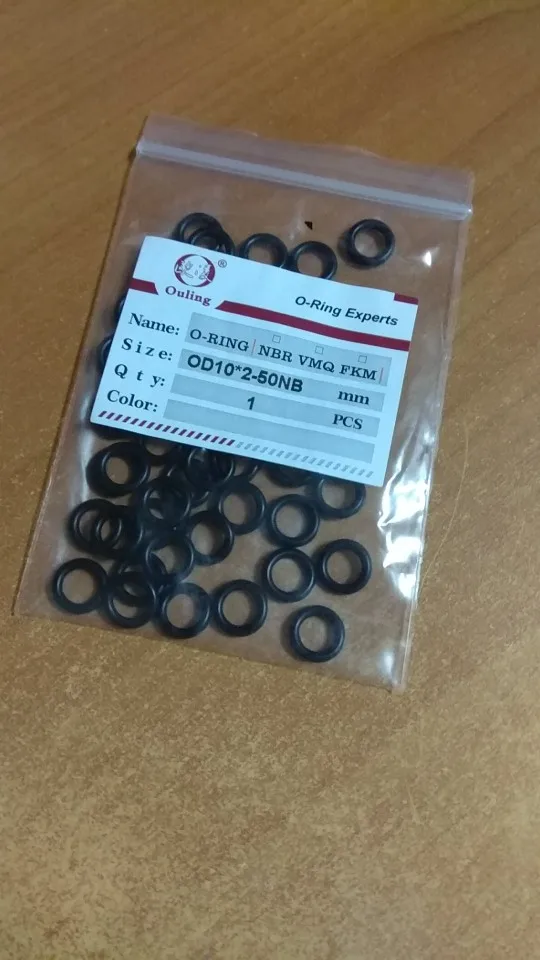 ®
Ouling
O-Ring Experts
Name: O-RING NBR VMQ FKM
Size: OD10*2-50NB mm
Qty: 1 PCS
Color: